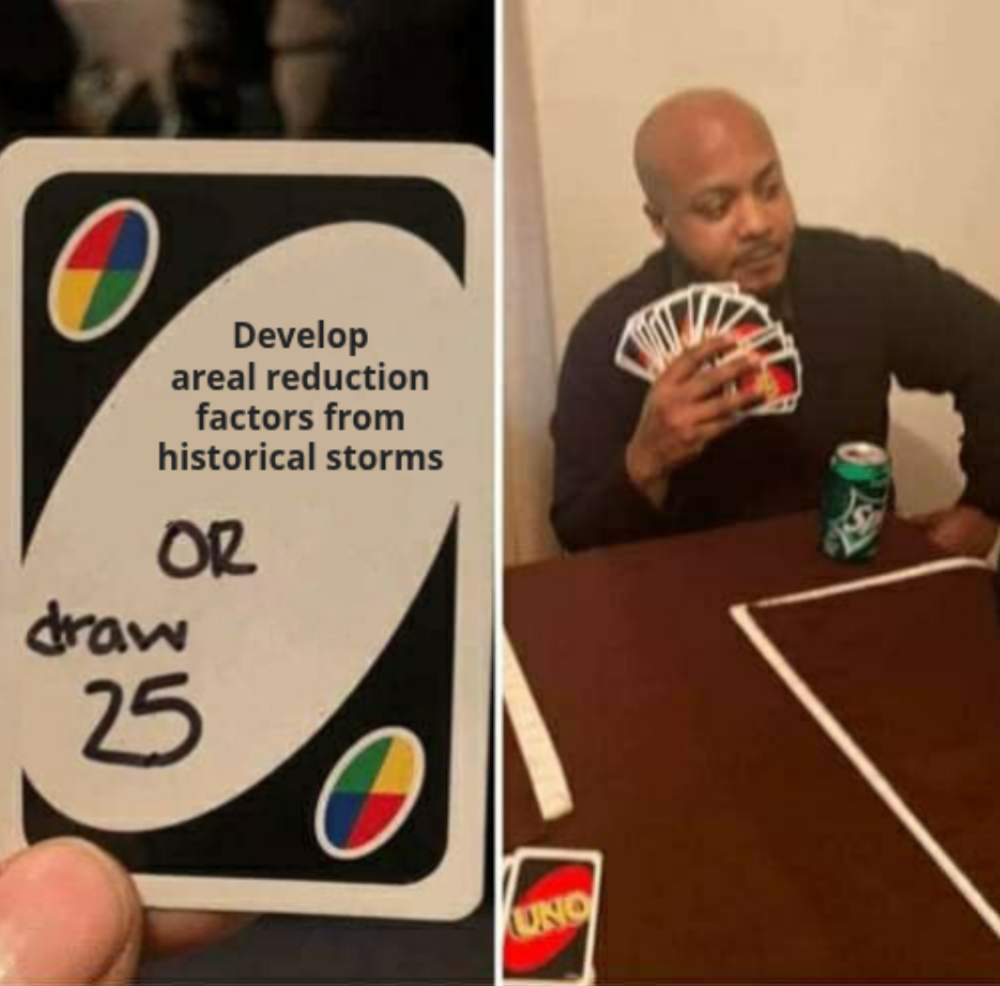 Develop
areal reduction
factors from
historical storms
OR
draw
25
UNO